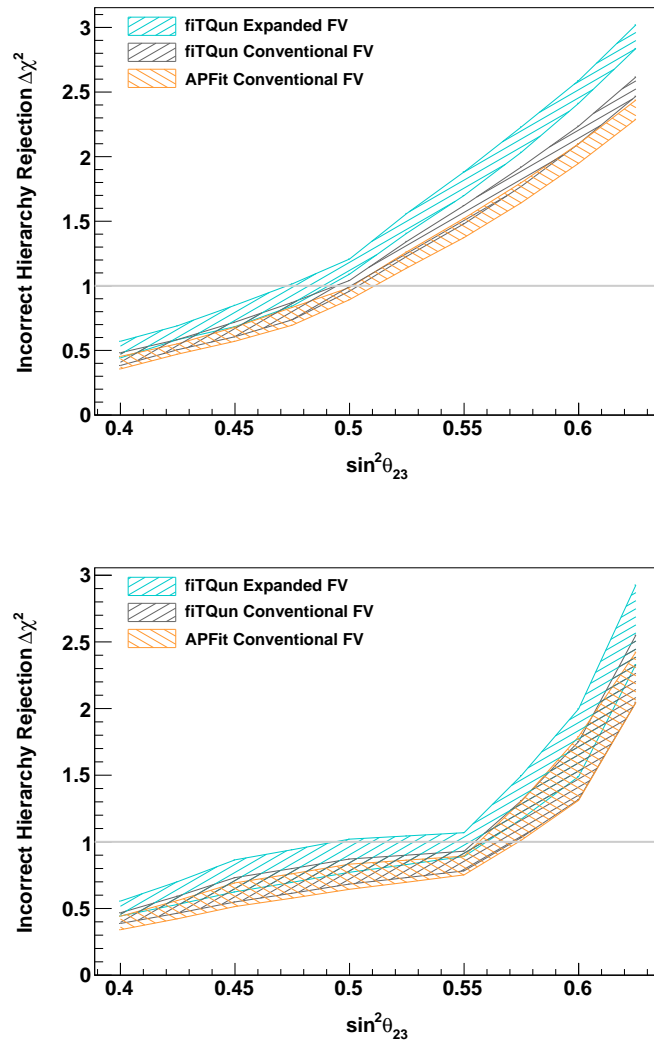 3
fiTQun Expanded FV
fiTQun Conventional FV
2.5
APFit Conventional FV
2
1.5
1
0.5
0
0.4 0.45 0.5 0.55 0.6
Incorrect Hierarchy Rejection Δχ²
sin²θ₂₃
3
fiTQun Expanded FV
fiTQun Conventional FV
2.5
APFit Conventional FV
2
1.5
1
0.5
0
0.4 0.45 0.5 0.55 0.6
Incorrect Hierarchy Rejection Δχ²
sin²θ₂₃